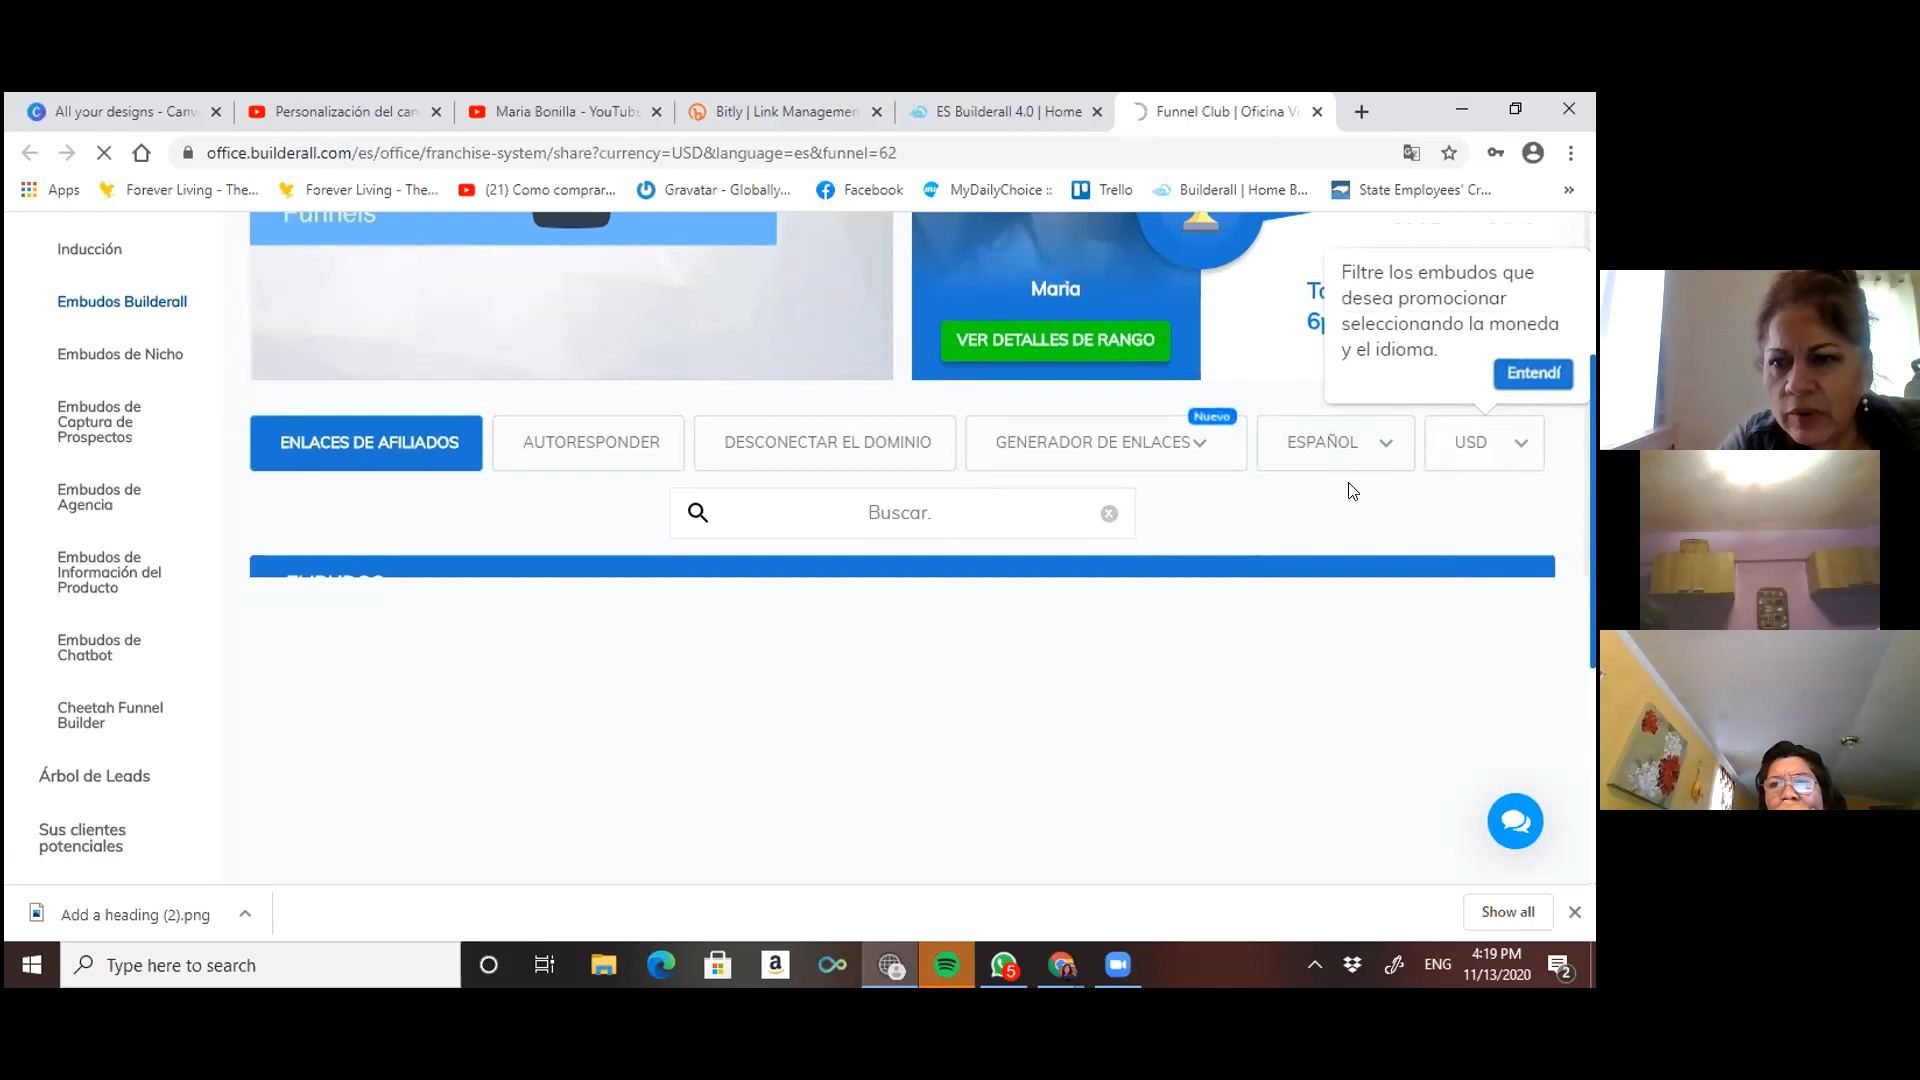 All your designs - Canv
Personalización del can
Maria Bonilla - YouTube
Bitly | Link Managemen
ES Builderall 4.0 | Home
Funnel Club | Oficina Vi
office.builderall.com/es/office/franchise-system/share?currency=USD&language=es&funnel=62
Apps
Forever Living - The...
Forever Living - The...
(21) Como comprar...
Gravatar - Globally...
Facebook
MyDailyChoice ::
Trello
Builderall | Home B...
State Employees' Cr...
»
Inducción
Embudos Builderall
Embudos de Nicho
Embudos de
Captura de
Prospectos
Embudos de
Agencia
Embudos de
Información del
Producto
Embudos de
Chatbot
Cheetah Funnel
Builder
Árbol de Leads
Sus clientes
potenciales
Funnels
Maria
VER DETALLES DE RANGO
Filtre los embudos que
desea promocionar
seleccionando la moneda
y el idioma.
Entendí
ENLACES DE AFILIADOS
AUTORESPONDER
DESCONECTAR EL DOMINIO
Nuevo
GENERADOR DE ENLACES
ESPAÑOL
USD
Buscar.
Add a heading (2).png
Show all
Type here to search
5
ENG
4:19 PM
11/13/2020
2